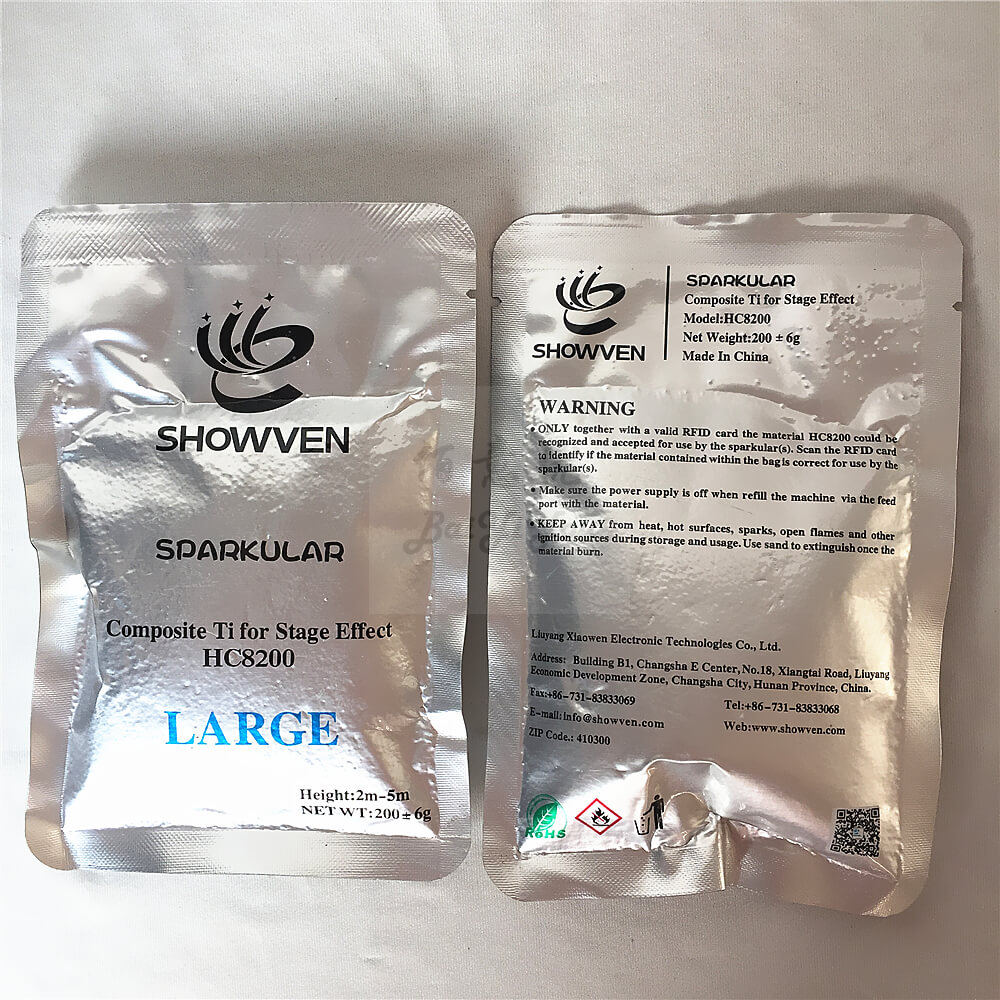 SHOWVEN
SPARKULAR
Composite Ti for Stage Effect
HC8200
LARGE
Height:2m-5m
NET WT:200±6g
SHOWVEN
SPARKULAR
Composite Ti for Stage Effect
Model:HC8200
Net Weight:200 ± 6g
Made In China
WARNING
• ONLY together with a valid RFID card the material HC8200 could be
recognized and accepted for use by the sparkular(s). Scan the RFID card
to identify if the material contained within the bag is correct for use by the
sparkular(s).
• Make sure the power supply is off when refill the machine via the feed
port with the material.
• KEEP AWAY from heat, hot surfaces, sparks, open flames and other
ignition sources during storage and usage. Use sand to extinguish once the
material burn.
Liuyang Xiaowen Electronic Technologies Co., Ltd.
Address: Building B1, Changsha E Center, No.18, Xiangtai Road, Liuyang
Economic Development Zone, Changsha City, Hunan Province, China.
Fax:+86-731-83833069
Tel:+86-731-83833068
E-mail:info@showven.com
Web:www.showven.com
ZIP Code.: 410300
RoHS